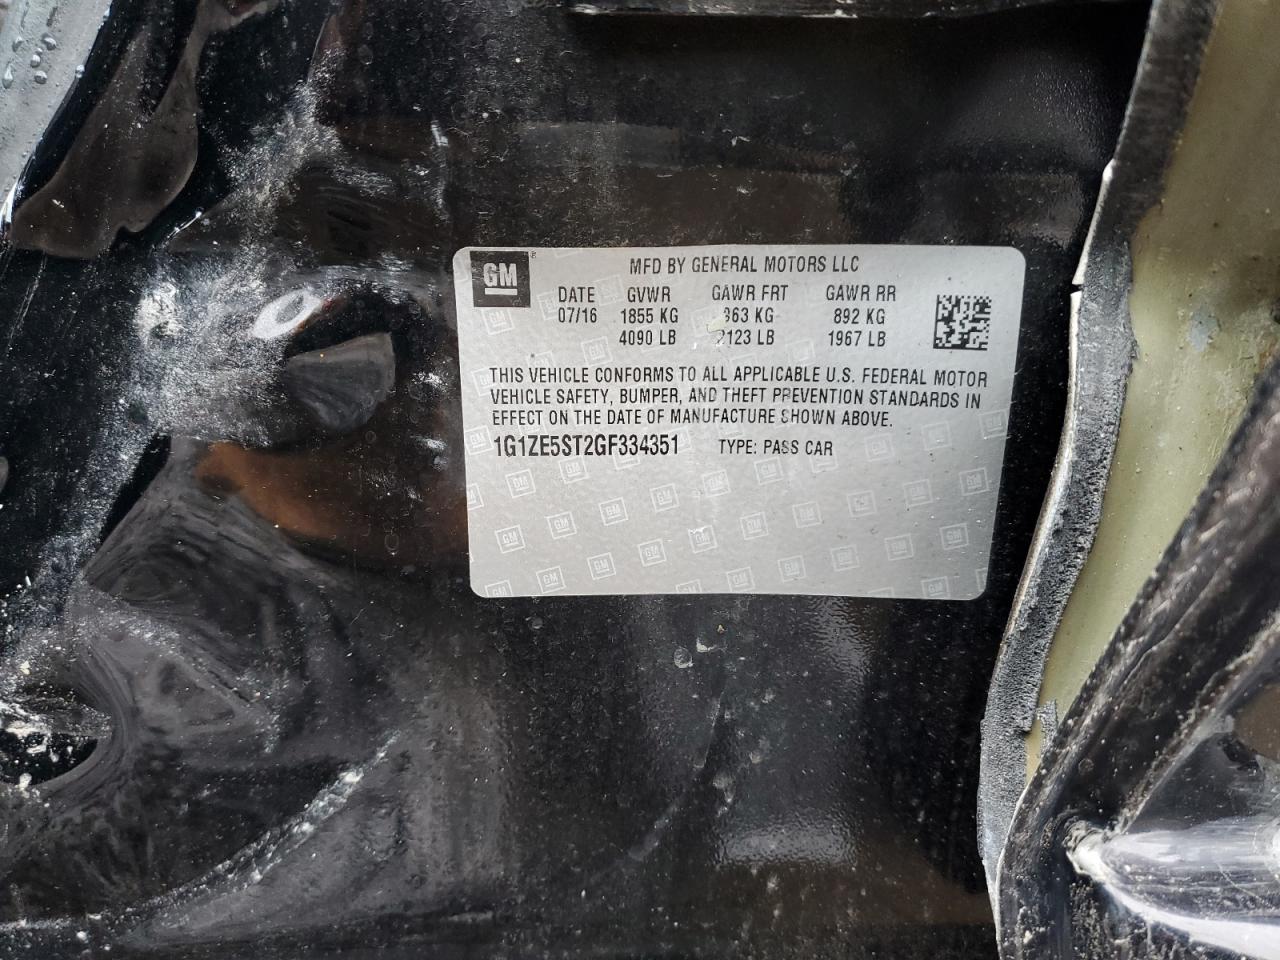 GM
MFD BY GENERAL MOTORS LLC
DATE GVWR GAWR FRT GAWR RR
07/16 1855 KG 963 KG 892 KG
4090 LB 2123 LB 1967 LB
THIS VEHICLE CONFORMS TO ALL APPLICABLE U.S. FEDERAL MOTOR
VEHICLE SAFETY, BUMPER, AND THEFT PREVENTION STANDARDS IN
EFFECT ON THE DATE OF MANUFACTURE SHOWN ABOVE.
1G1ZE5ST2GF334351 TYPE: PASS CAR